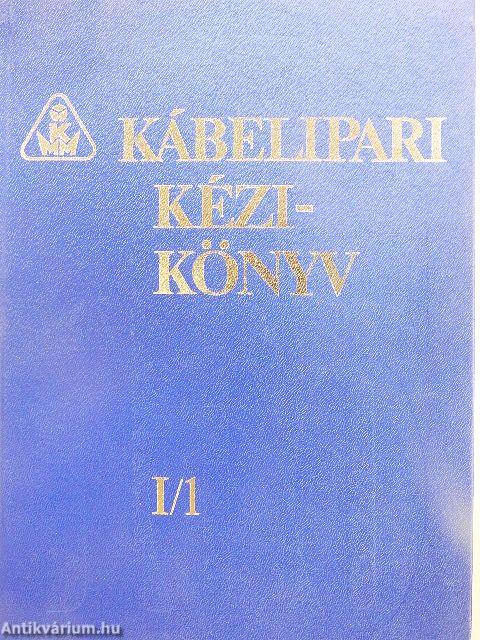 KÁBELIPARI
KÉZI-
KÖNYV
I/1
Antikvárium.hu